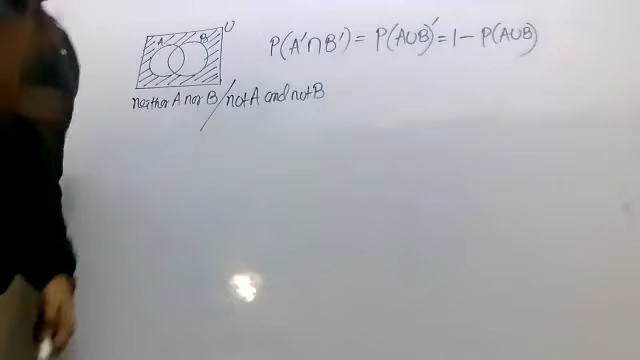 U
A B
P(A'∩B') = P(A∪B)' = 1 - P(A∪B)
neither A nor B / not A and not B